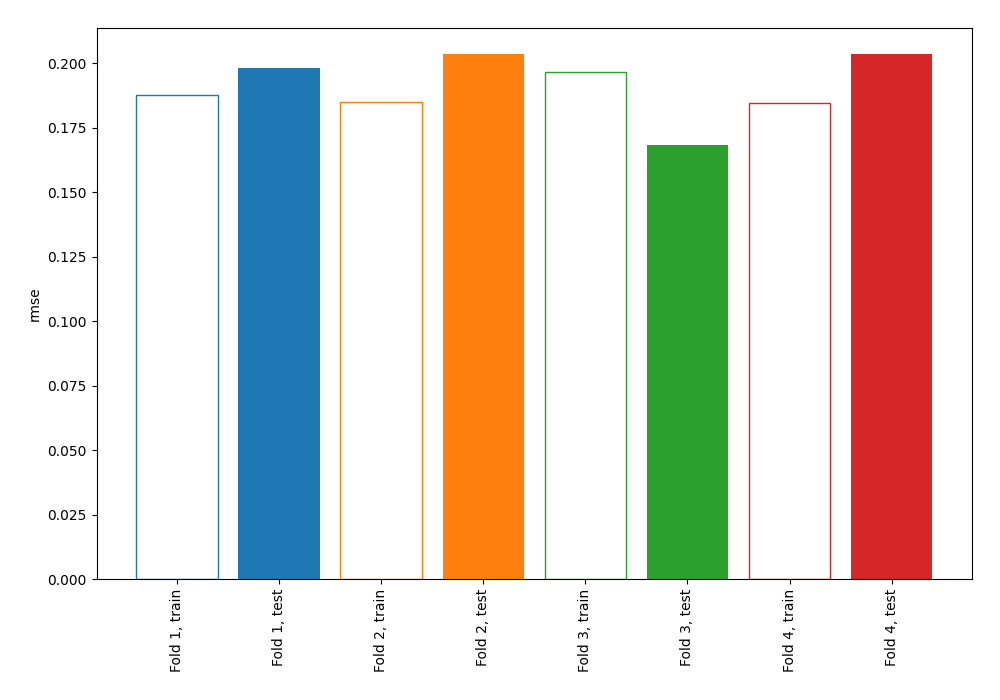 0.200
0.175
0.150
0.125
0.100
0.075
0.050
0.025
0.000
rmse
Fold 1, train
Fold 1, test
Fold 2, train
Fold 2, test
Fold 3, train
Fold 3, test
Fold 4, train
Fold 4, test